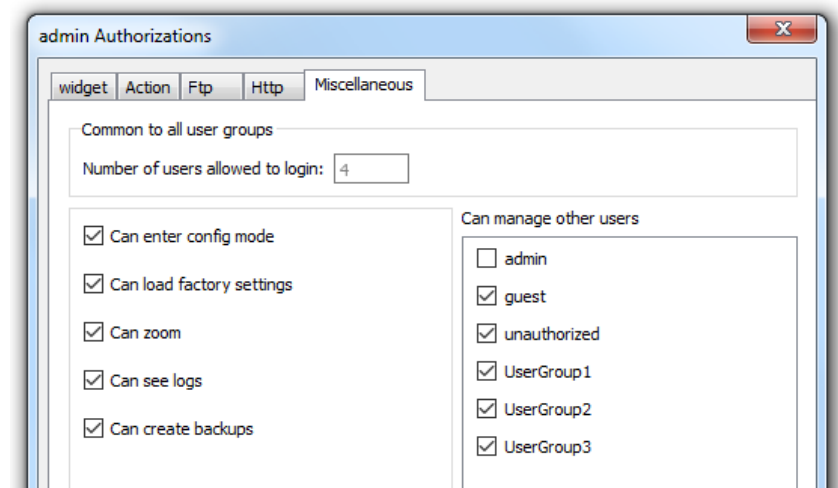 admin Authorizations
X
widget Action Ftp Http Miscellaneous
Common to all user groups
Number of users allowed to login: 4
Can enter config mode
Can load factory settings
Can zoom
Can see logs
Can create backups
Can manage other users
admin
guest
unauthorized
UserGroup1
UserGroup2
UserGroup3